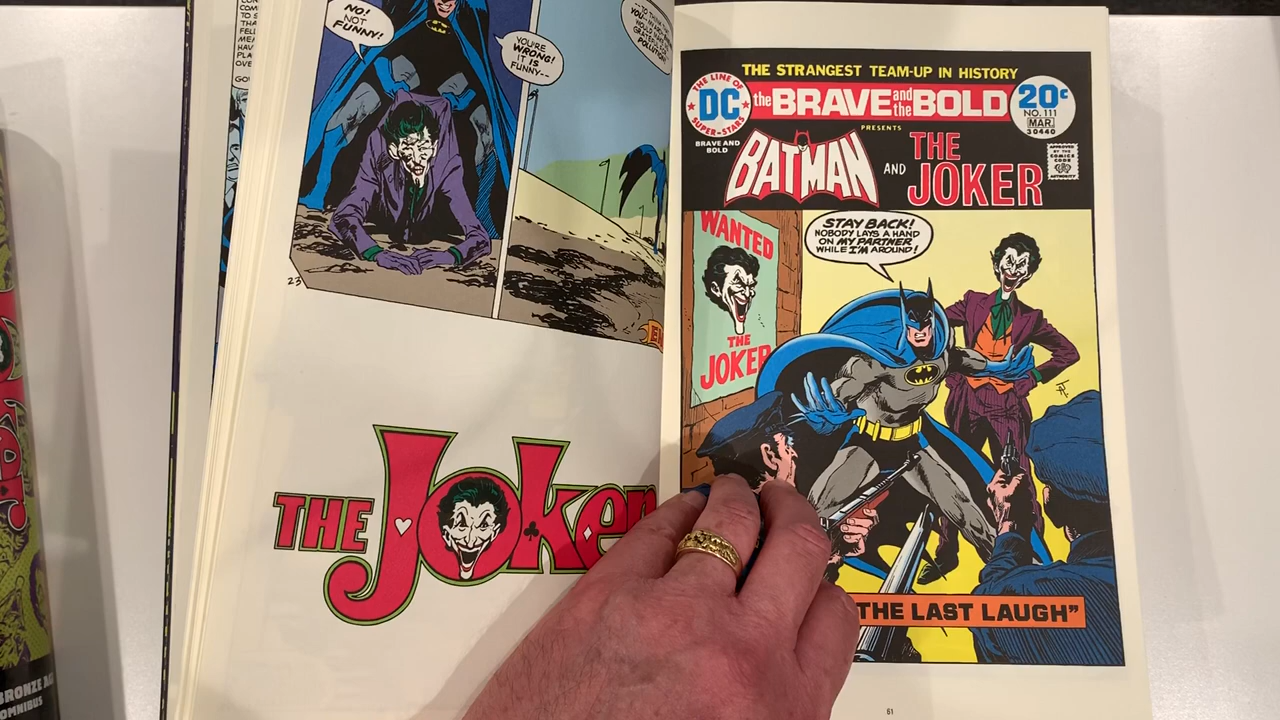 NO!
NOT
FUNNY!
YOU'RE
WRONG!
IT IS
FUNNY--
23
THE JOKER
THE STRANGEST TEAM-UP IN HISTORY
THE LINE OF
DC
SUPER-STARS
the BRAVE and the BOLD
20¢
NO. 111
MAR.
30440
BRAVE AND
BOLD
PRESENTS
BATMAN AND THE JOKER
APPROVED
BY THE
COMICS
CODE
AUTHORITY
WANTED
THE
JOKER
STAY BACK!
NOBODY LAYS A HAND
ON MY PARTNER
WHILE I'M AROUND!
THE LAST LAUGH"
61
BRONZE
OMNIBUS